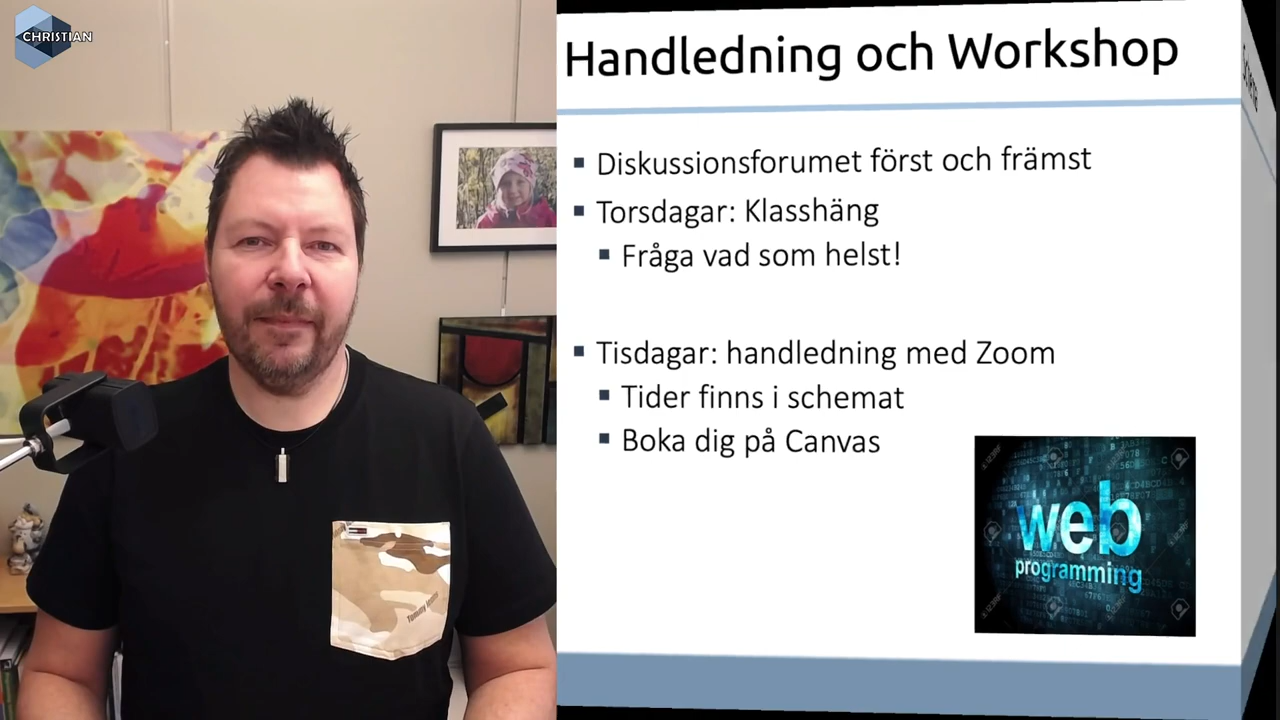 CHRISTIAN
Handledning och Workshop
Diskussionsforumet först och främst
Torsdagar: Klasshäng
Fråga vad som helst!
Tisdagar: handledning med Zoom
Tider finns i schemat
Boka dig på Canvas
web
programming